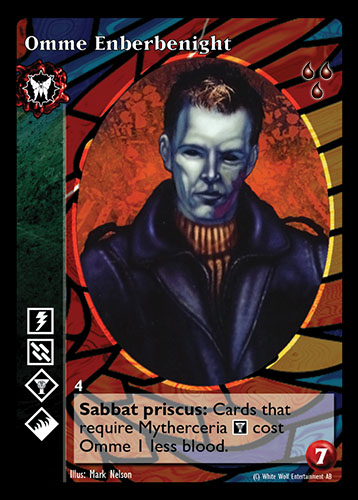 Omme Enberbenight
4
Sabbat priscus: Cards that
require Mytherceria cost
Omme 1 less blood.
7
Illus: Mark Nelson
(C) White Wolf Entertainment AB